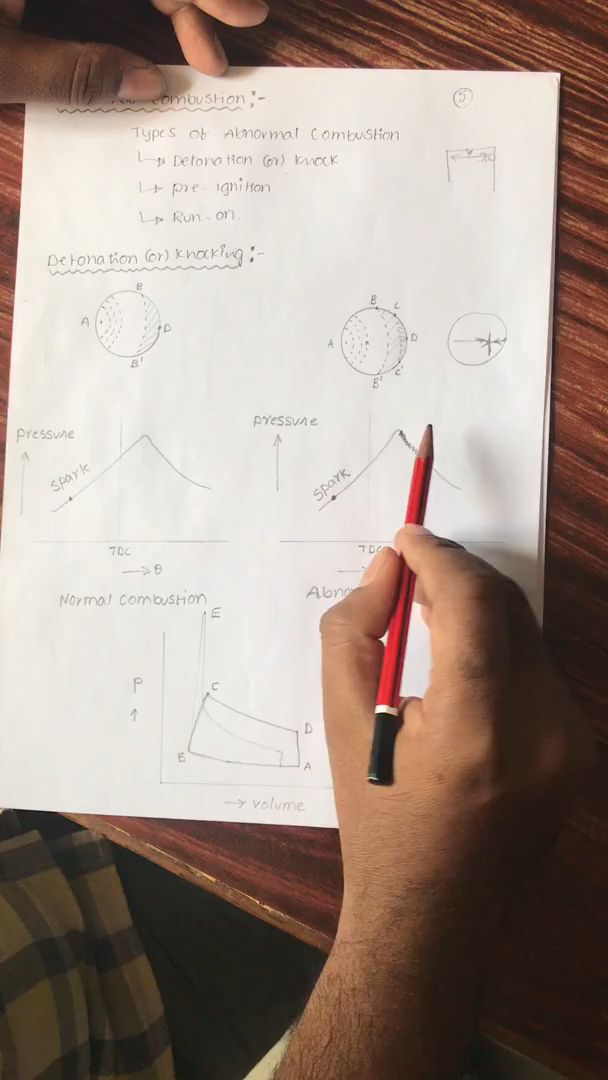 Combustion :-
5
Types of Abnormal Combustion
Detonation (or) Knock
pre-ignition
Run-on.
Detonation (or) Knocking :-
A B D B'
A B C D C' B'
pressure
spark
TDC
→ θ
pressure
spark
TDC
Normal combustion
E
P
C
D
B
A
→ volume